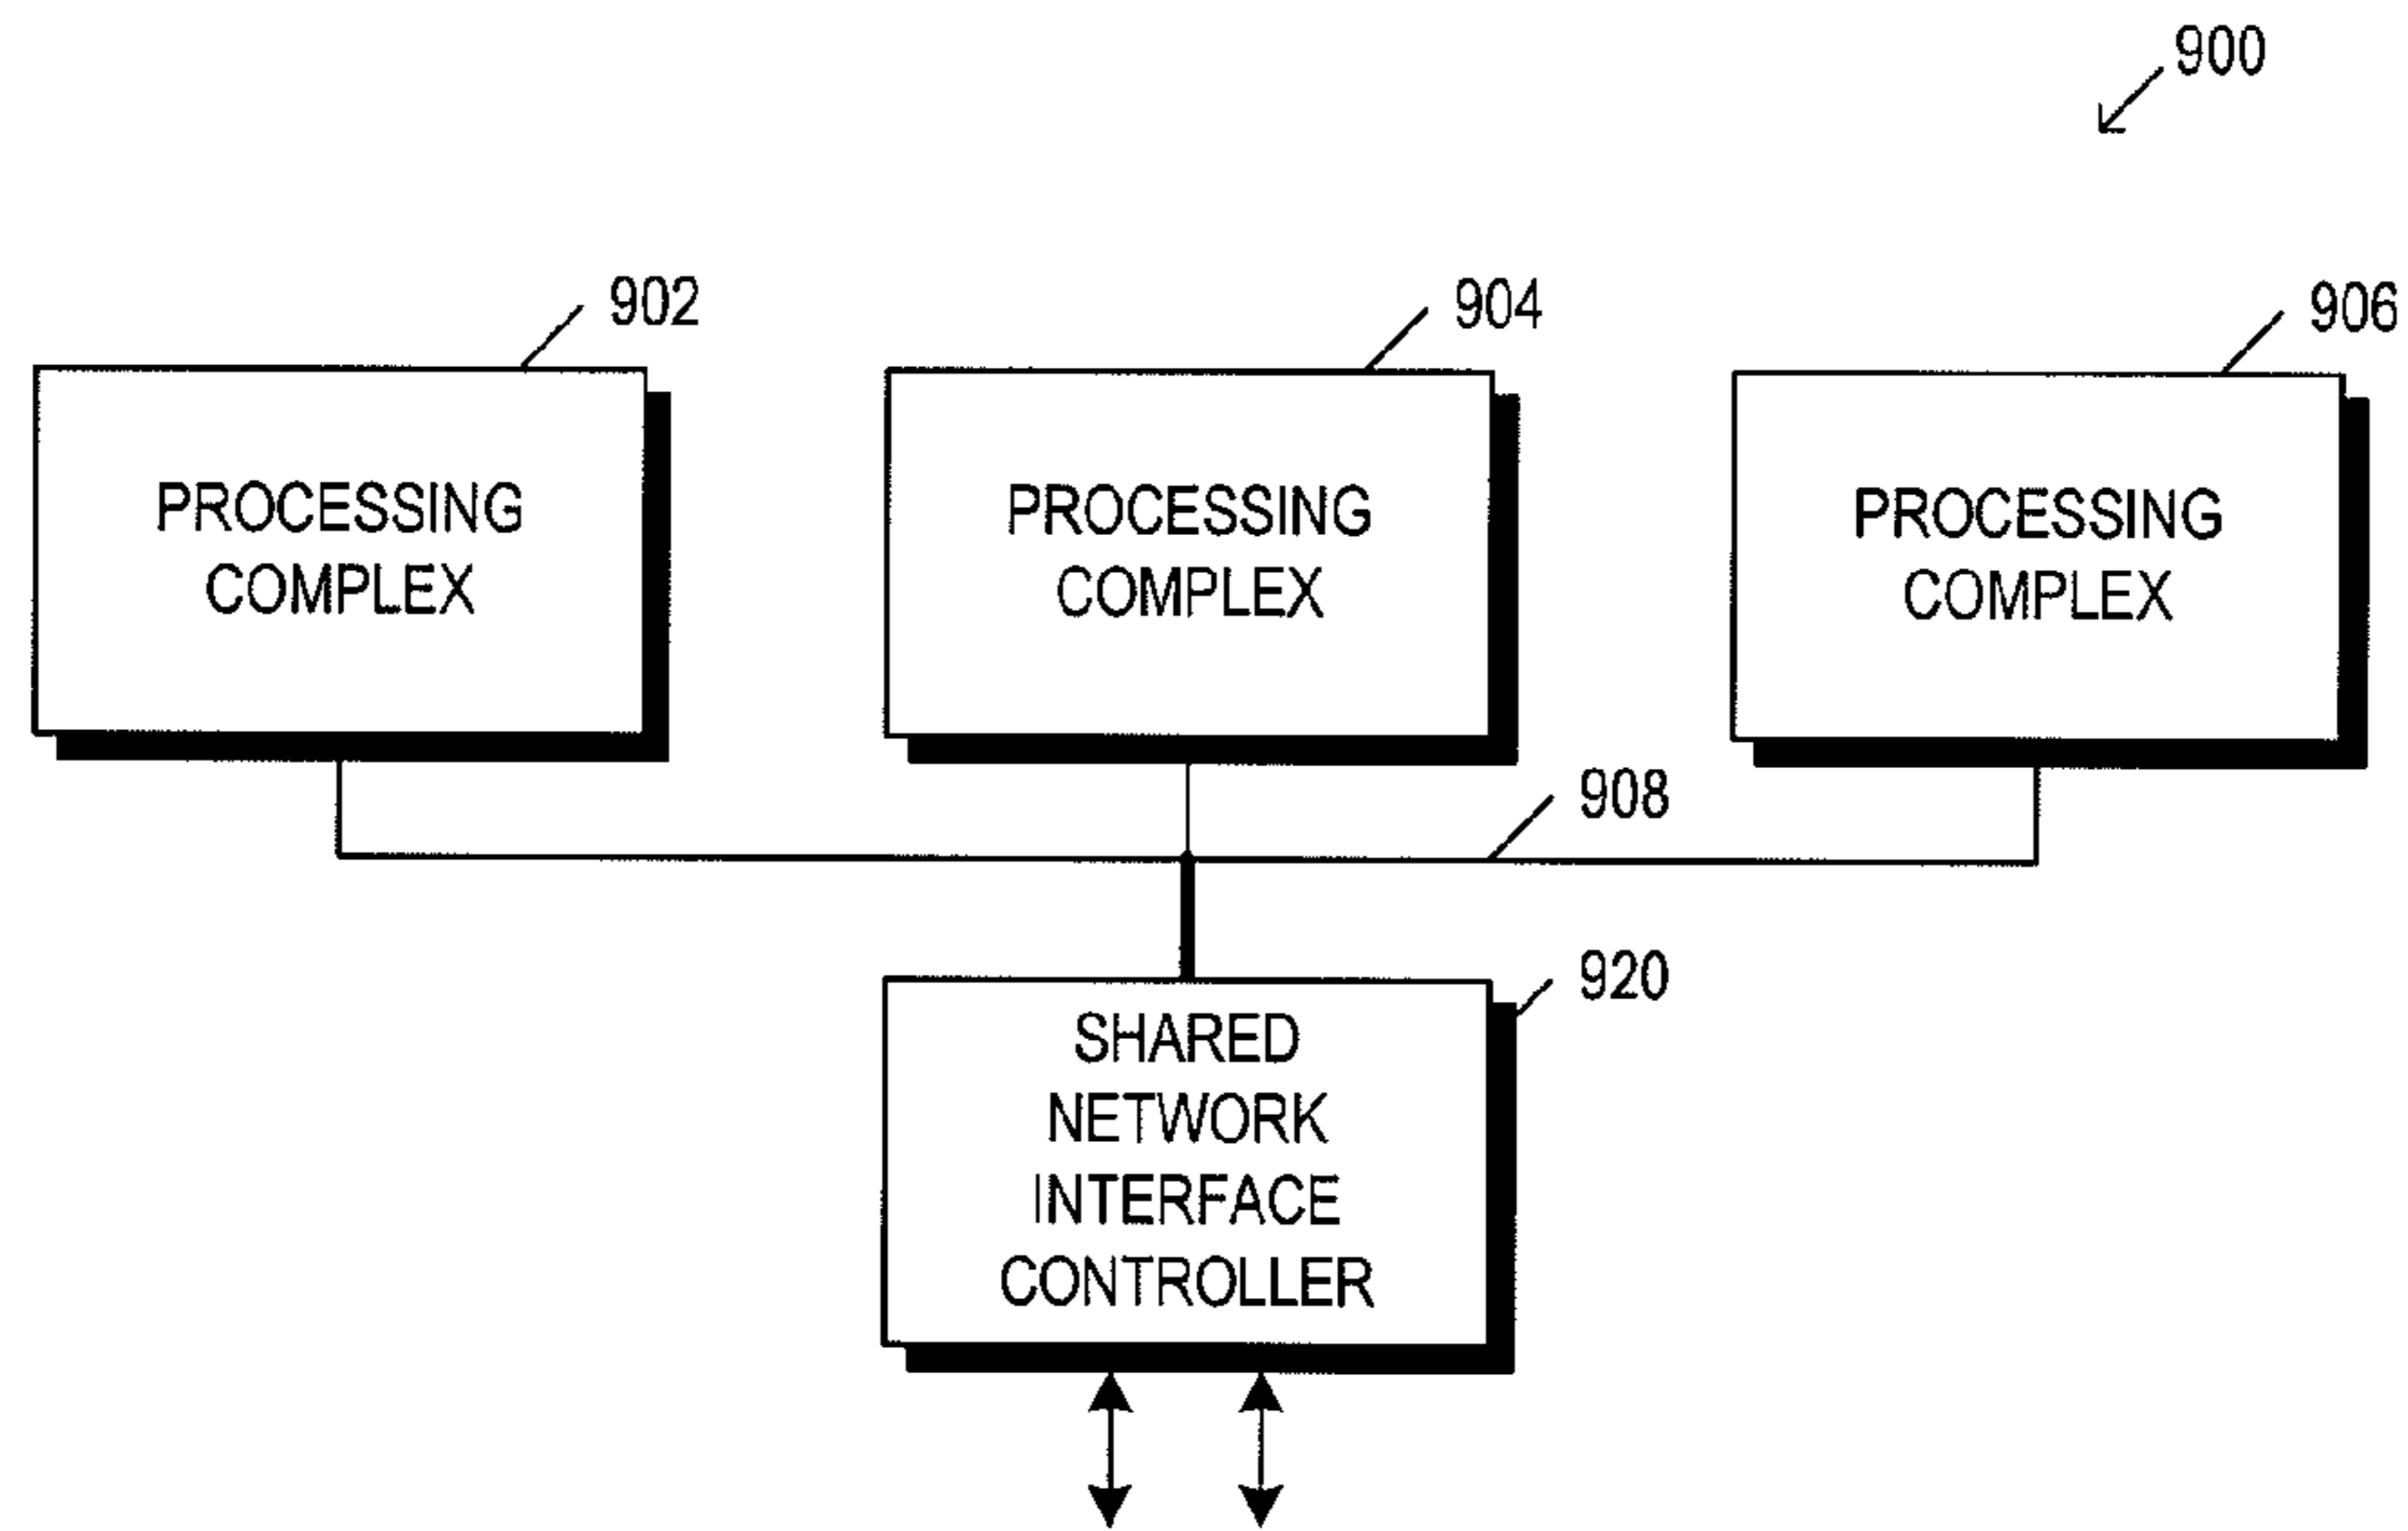 900
902
904
906
PROCESSING
COMPLEX
PROCESSING
COMPLEX
PROCESSING
COMPLEX
908
920
SHARED
NETWORK
INTERFACE
CONTROLLER